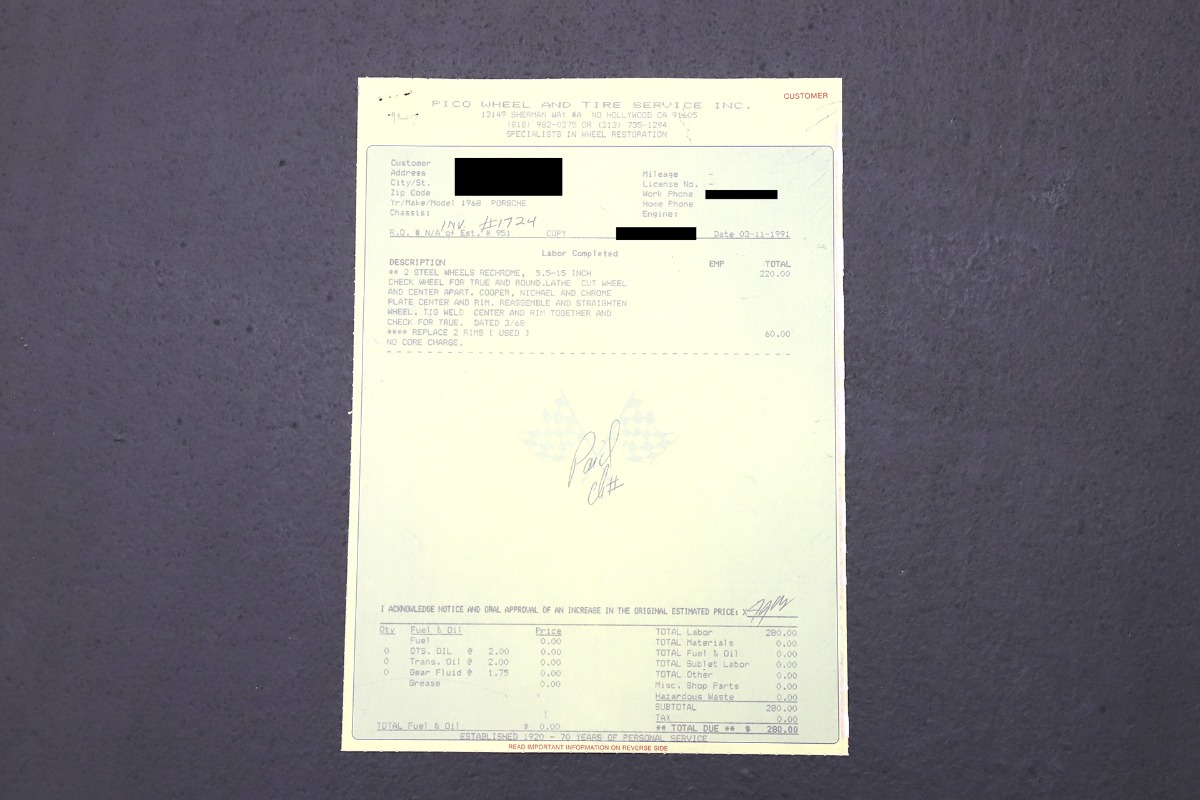 CUSTOMER
PICO WHEEL AND TIRE SERVICE INC.
13149 SHERMAN WAY #A NO HOLLYWOOD CA 91605
(818) 982-0375 OR (213) 735-1294
SPECIALISTS IN WHEEL RESTORATION
Customer
Address Mileage -
City/St. License No. -
Zip Code Work Phone
Yr/Make/Model 1968 PORSCHE Home Phone
Chassis: Engine:
INV. #1724
R.O. # N/A of Est. # 951 COPY Date 03-11-1991
Labor Completed
DESCRIPTION EMP TOTAL
** 2 STEEL WHEELS RECHROME, 5.5-15 INCH 220.00
CHECK WHEEL FOR TRUE AND ROUND.LATHE CUT WHEEL
AND CENTER APART. COOPER, NICHAEL AND CHROME
PLATE CENTER AND RIM. REASSEMBLE AND STRAIGHTEN
WHEEL. TIG WELD CENTER AND RIM TOGETHER AND
CHECK FOR TRUE. DATED 3/68
**** REPLACE 2 RIMS ( USED ) 60.00
NO CORE CHARGE.
Paid
I ACKNOWLEDGE NOTICE AND ORAL APPROVAL OF AN INCREASE IN THE ORIGINAL ESTIMATED PRICE: X
Qty Fuel & Oil Price TOTAL Labor 280.00
Fuel 0.00 TOTAL Materials 0.00
0 DTS. OIL @ 2.00 0.00 TOTAL Fuel & Oil 0.00
0 Trans. Oil @ 2.00 0.00 TOTAL Sublet Labor 0.00
0 Gear Fluid @ 1.75 0.00 TOTAL Other 0.00
Grease 0.00 Misc. Shop Parts 0.00
Hazardous Waste 0.00
SUBTOTAL 280.00
TAX 0.00
TOTAL Fuel & Oil $ 0.00 ** TOTAL DUE ** $ 280.00
ESTABLISHED 1920 - 70 YEARS OF PERSONAL SERVICE
READ IMPORTANT INFORMATION ON REVERSE SIDE